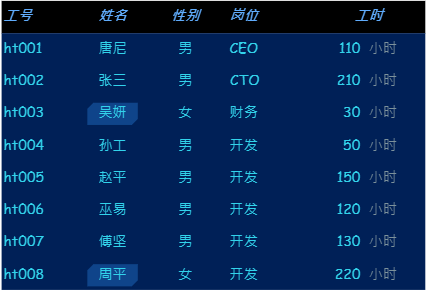 工号 姓名 性别 岗位 工时
ht001 唐尼 男 CEO 110 小时
ht002 张三 男 CTO 210 小时
ht003 吴妍 女 财务 30 小时
ht004 孙工 男 开发 50 小时
ht005 赵平 男 开发 150 小时
ht006 巫易 男 开发 120 小时
ht007 傅坚 男 开发 130 小时
ht008 周平 女 开发 220 小时